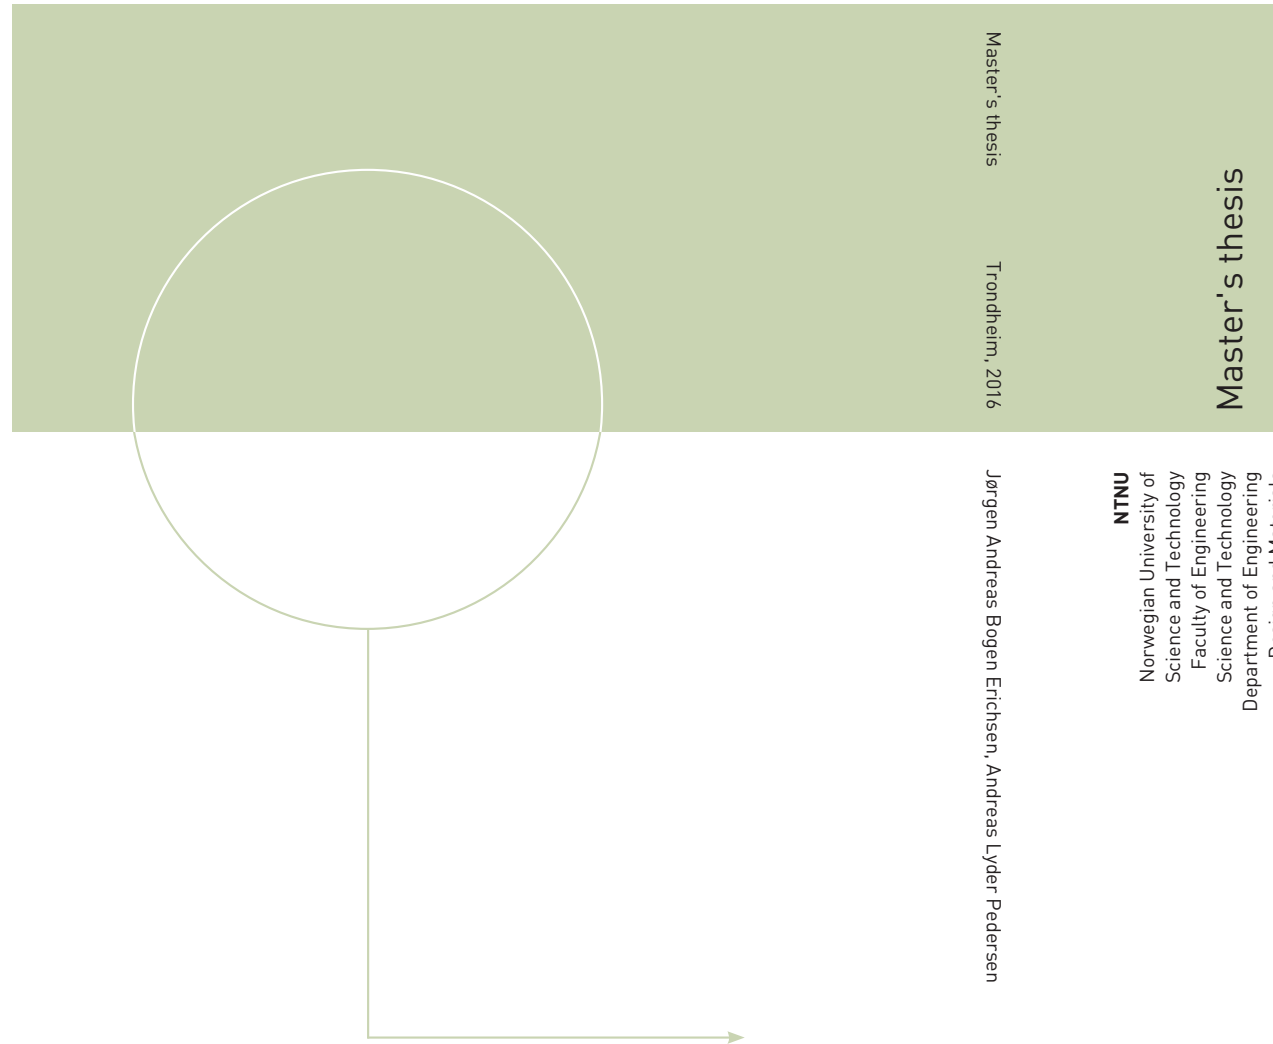 Master's thesis
Trondheim, 2016
Jørgen Andreas Bogen Erichsen, Andreas Lyder Pedersen
Master's thesis
NTNU
Norwegian University of
Science and Technology
Faculty of Engineering
Science and Technology
Department of Engineering